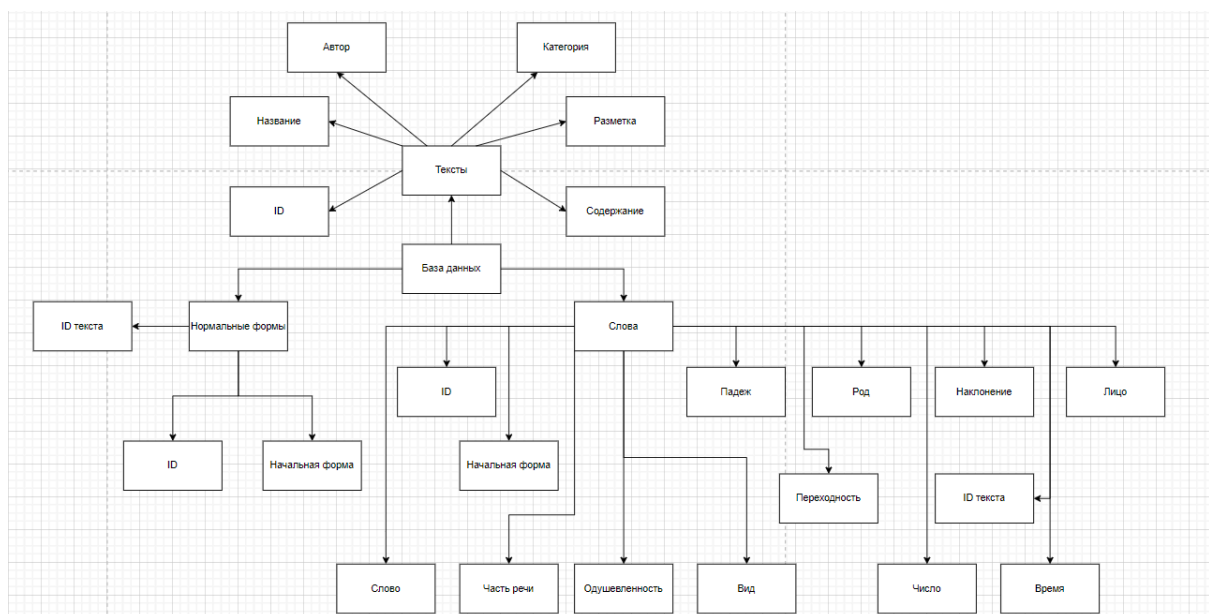 Автор
Категория
Название
Разметка
Тексты
ID
Содержание
База данных
ID текста
Нормальные формы
Слова
ID
Падеж
Род
Наклонение
Лицо
ID
Начальная форма
Начальная форма
Переходность
ID текста
Слово
Часть речи
Одушевленность
Вид
Число
Время